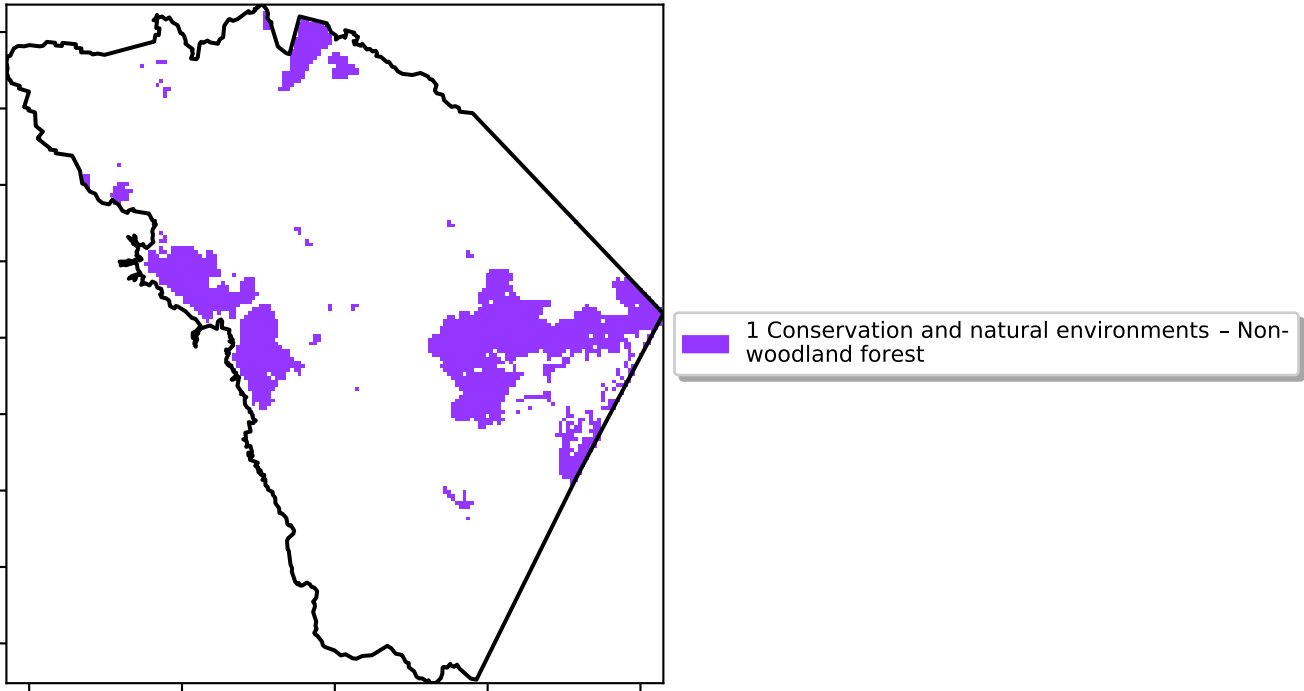 1 Conservation and natural environments – Non-
woodland forest